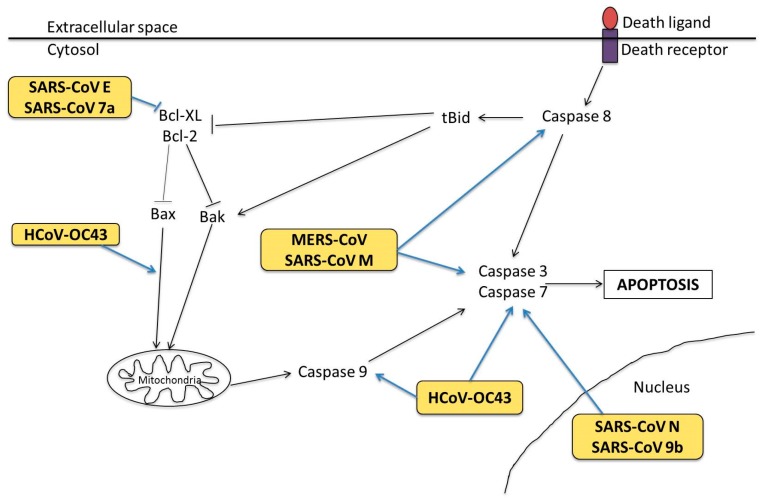 Extracellular space
Death ligand
Cytosol
Death receptor
SARS-CoV E
SARS-CoV 7a
Bcl-XL
Bcl-2
tBid
Caspase 8
Bax
Bak
HCoV-OC43
MERS-CoV
SARS-CoV M
Caspase 3
Caspase 7
APOPTOSIS
Mitochondria
Caspase 9
HCoV-OC43
Nucleus
SARS-CoV N
SARS-CoV 9b